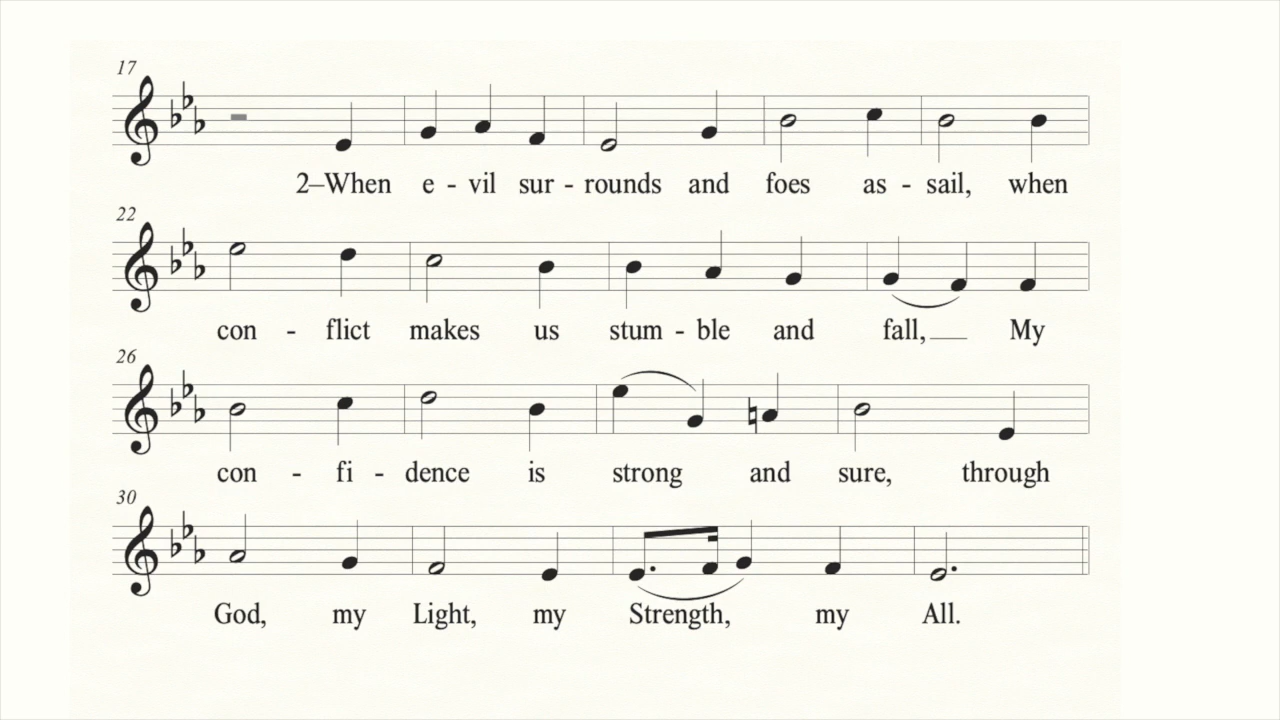 17
2–When e - vil sur - rounds and foes as - sail, when
22
con - flict makes us stum - ble and fall, My
26
con - fi - dence is strong and sure, through
30
God, my Light, my Strength, my All.